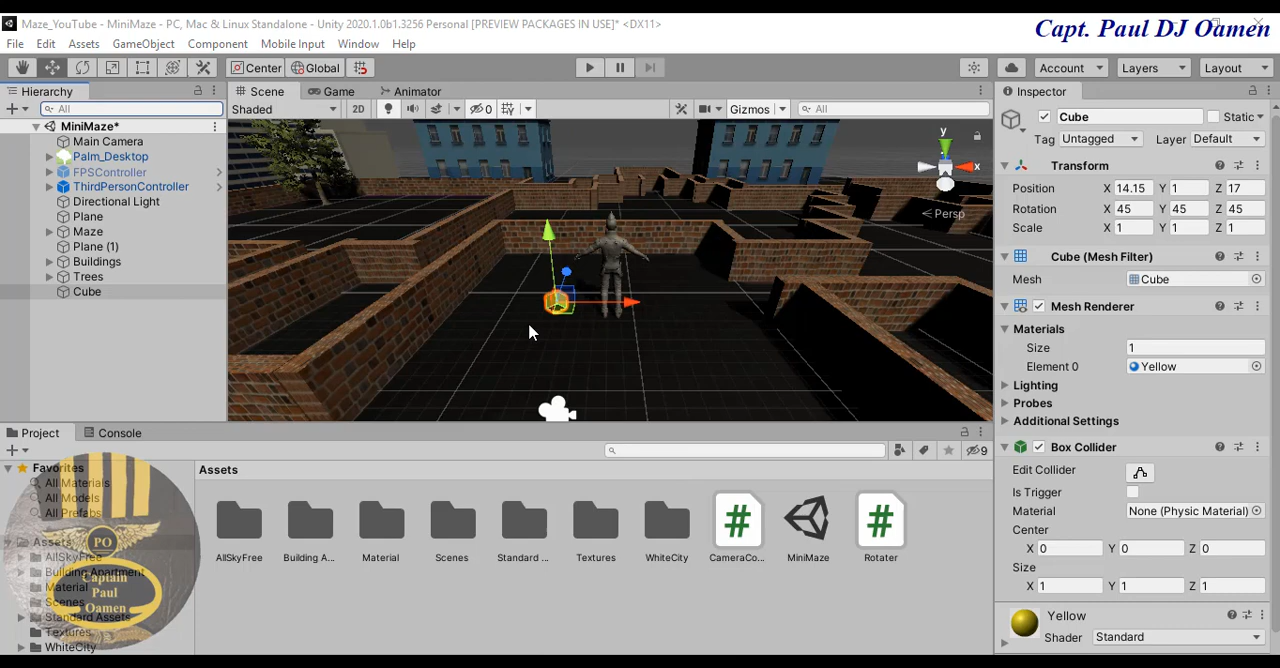 Maze_YouTube - MiniMaze - PC, Mac & Linux Standalone - Unity 2020.1.0b1.3256 Personal [PREVIEW PACKAGES IN USE]* <DX11>
Capt. Paul DJ Oamen
File Edit Assets GameObject Component Mobile Input Window Help
Center Global Account Layers Layout
Hierarchy
All
MiniMaze*
Main Camera
Palm_Desktop
FPSController
ThirdPersonController
Directional Light
Plane
Maze
Plane (1)
Buildings
Trees
Cube
Scene Game Animator
Shaded 2D 0 Gizmos All
y
x
Persp
Inspector
Cube Static
Tag Untagged Layer Default
Transform
Position X 14.15 Y 1 Z 17
Rotation X 45 Y 45 Z 45
Scale X 1 Y 1 Z 1
Cube (Mesh Filter)
Mesh Cube
Mesh Renderer
Materials
Size 1
Element 0 Yellow
Lighting
Probes
Additional Settings
Box Collider
Edit Collider
Is Trigger
Material None (Physic Material)
Center
X 0 Y 0 Z 0
Size
X 1 Y 1 Z 1
Yellow
Shader Standard
Project Console
9
Favorites
All Materials
All Models
All Prefabs
Assets
AllSkyFree
Building Apartment
Material
Scenes
Standard Assets
Textures
WhiteCity
PO
Captain
Paul
Oamen
Assets
AllSkyFree Building A... Material Scenes Standard ... Textures WhiteCity CameraCo... MiniMaze Rotater